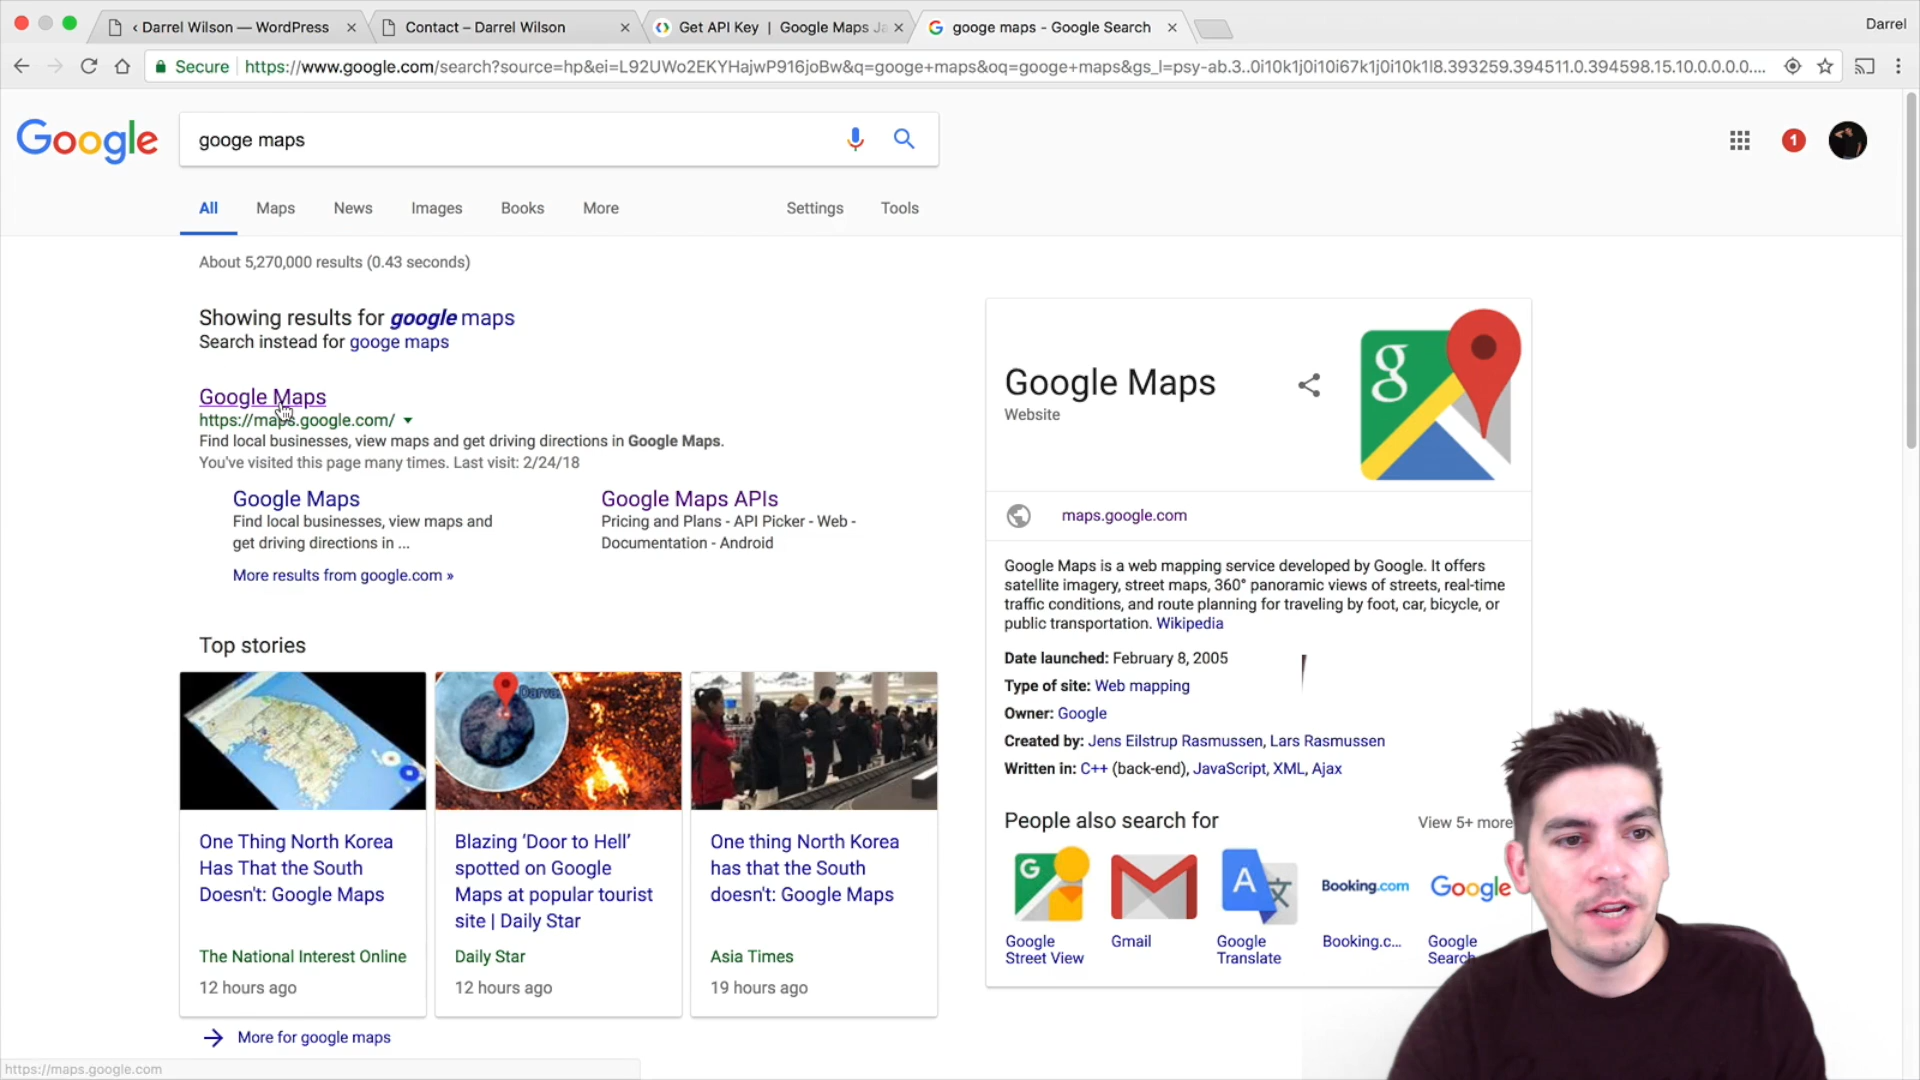 ‹ Darrel Wilson — WordPress
Contact – Darrel Wilson
Get API Key | Google Maps Ja
googe maps - Google Search
Darrel
Secure
https://www.google.com/search?source=hp&ei=L92UWo2EKYHajwP916joBw&q=googe+maps&oq=googe+maps&gs_l=psy-ab.3..0i10k1j0i10i67k1j0i10k1l8.393259.394511.0.394598.15.10.0.0.0.0....
Google
googe maps
1
All
Maps
News
Images
Books
More
Settings
Tools
About 5,270,000 results (0.43 seconds)
Showing results for google maps
Search instead for googe maps
Google Maps
https://maps.google.com/
Find local businesses, view maps and get driving directions in Google Maps.
You've visited this page many times. Last visit: 2/24/18
Google Maps
Find local businesses, view maps and
get driving directions in ...
Google Maps APIs
Pricing and Plans - API Picker - Web -
Documentation - Android
More results from google.com »
Top stories
Darva
One Thing North Korea
Has That the South
Doesn't: Google Maps
The National Interest Online
12 hours ago
Blazing ‘Door to Hell’
spotted on Google
Maps at popular tourist
site | Daily Star
Daily Star
12 hours ago
One thing North Korea
has that the South
doesn't: Google Maps
Asia Times
19 hours ago
More for google maps
Google Maps
Website
g
maps.google.com
Google Maps is a web mapping service developed by Google. It offers
satellite imagery, street maps, 360° panoramic views of streets, real-time
traffic conditions, and route planning for traveling by foot, car, bicycle, or
public transportation. Wikipedia
Date launched: February 8, 2005
Type of site: Web mapping
Owner: Google
Created by: Jens Eilstrup Rasmussen, Lars Rasmussen
Written in: C++ (back-end), JavaScript, XML, Ajax
People also search for
View 5+ more
G
A
文
Booking.com
Google
Google
Street View
Gmail
Google
Translate
Booking.c...
Google
Search
https://maps.google.com